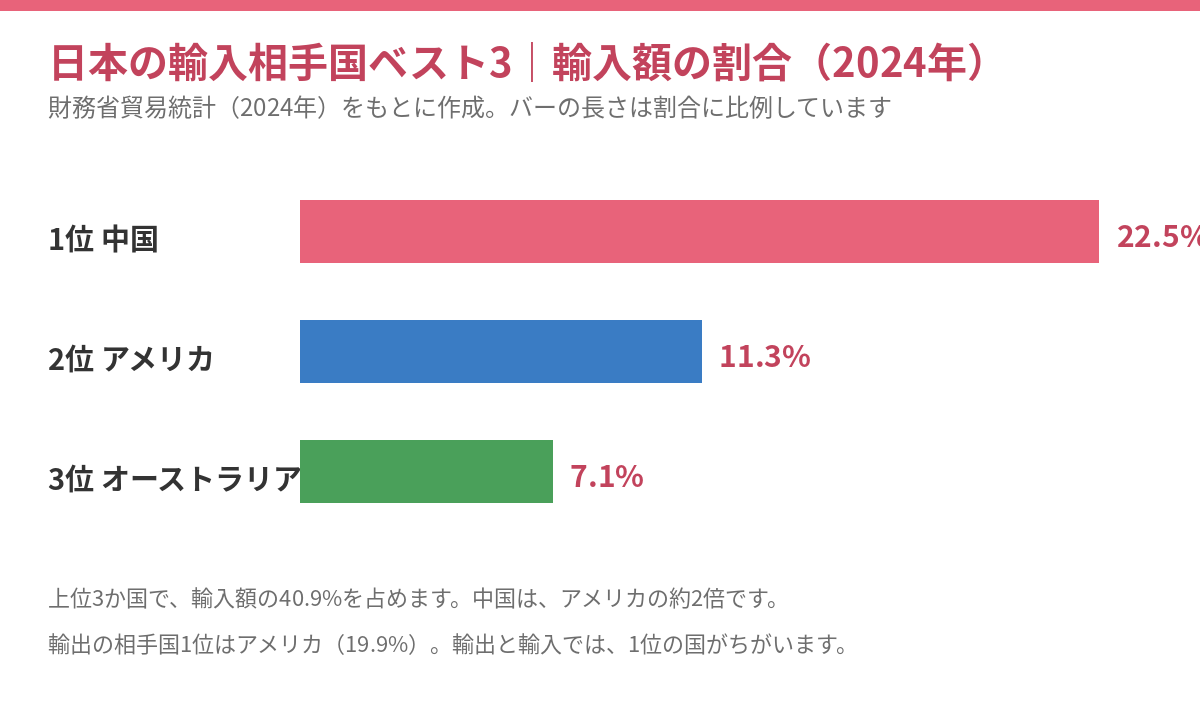 日本の輸入相手国ベスト3｜輸入額の割合（2024年）
財務省貿易統計（2024年）をもとに作成。バーの長さは割合に比例しています
1位 中国
22.5%
2位 アメリカ
11.3%
3位 オーストラリア
7.1%
上位3か国で、輸入額の40.9%を占めます。中国は、アメリカの約2倍です。
輸出の相手国1位はアメリカ（19.9%）。輸出と輸入では、1位の国がちがいます。